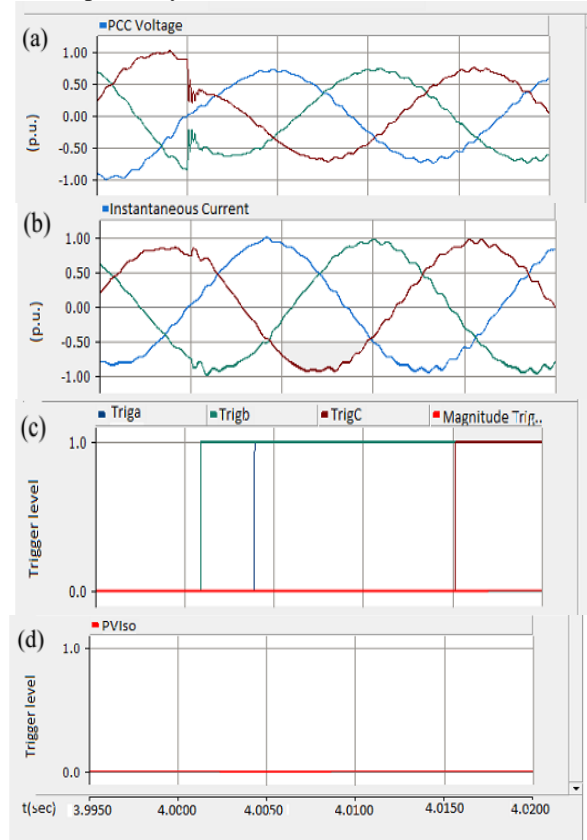 (a)
PCC Voltage
1.00
0.50
0.00
-0.50
-1.00
(p.u.)
(b)
Instantaneous Current
1.00
0.50
0.00
-0.50
-1.00
(p.u.)
(c)
Triga Trigb TrigC Magnitude Trig..
1.0
0.0
Trigger level
(d)
PVIso
1.0
0.0
Trigger level
t(sec) 3.9950 4.0000 4.0050 4.0100 4.0150 4.0200